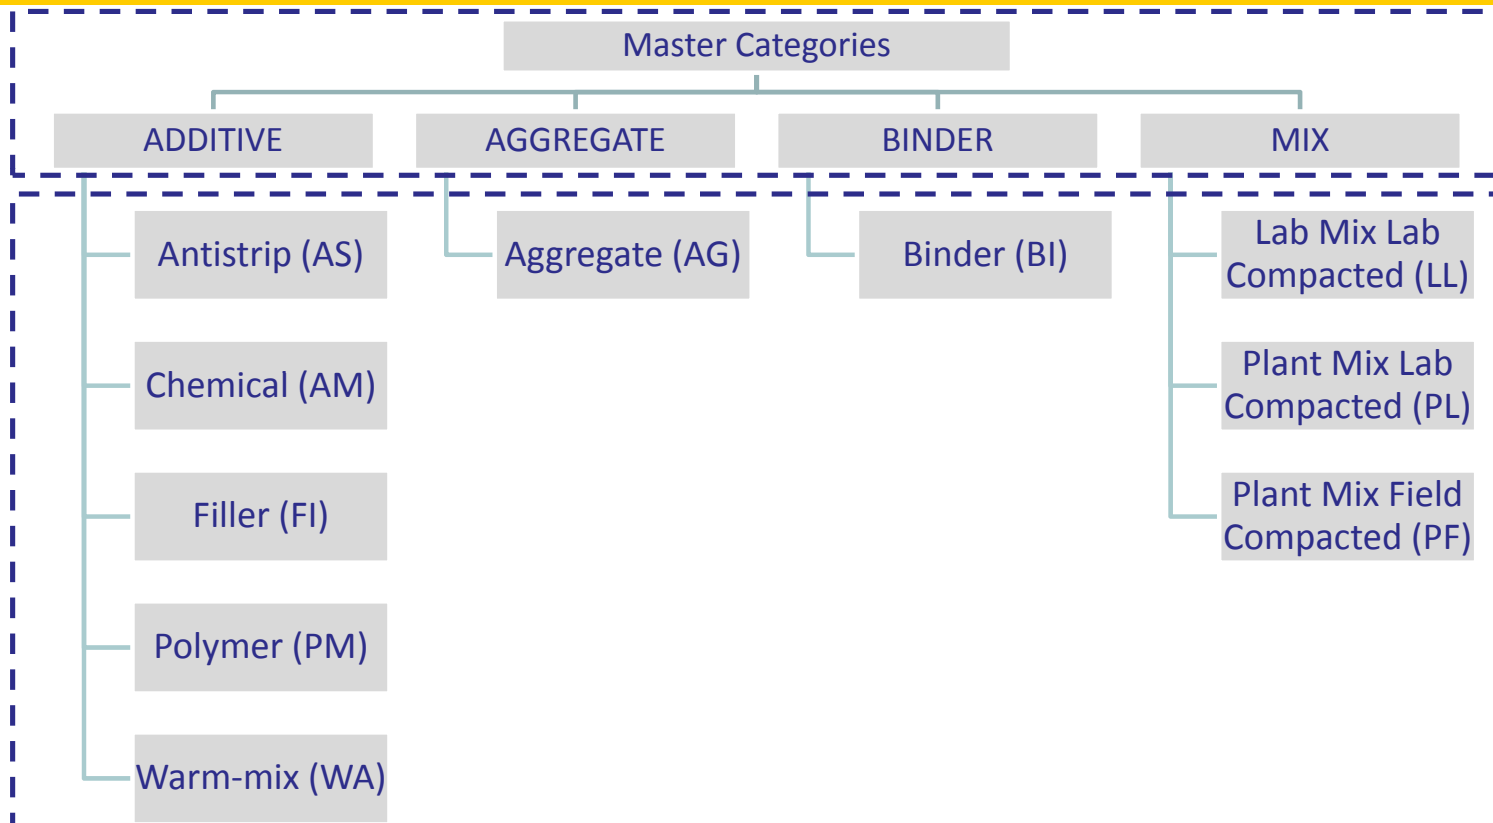 Master Categories
ADDITIVE
AGGREGATE
BINDER
MIX
Antistrip (AS)
Chemical (AM)
Filler (FI)
Polymer (PM)
Warm-mix (WA)
Aggregate (AG)
Binder (BI)
Lab Mix Lab
Compacted (LL)
Plant Mix Lab
Compacted (PL)
Plant Mix Field
Compacted (PF)